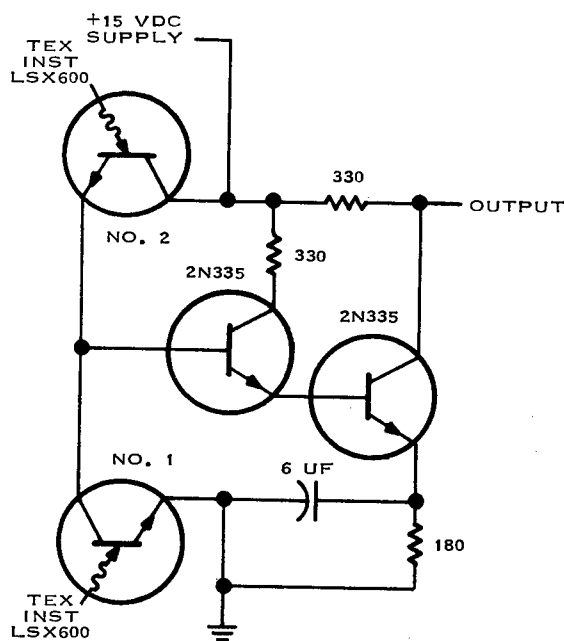 +15 VDC
SUPPLY
TEX
INST
LSX600
330
OUTPUT
NO. 2
330
2N335
2N335
NO. 1
6 UF
180
TEX
INST
LSX600